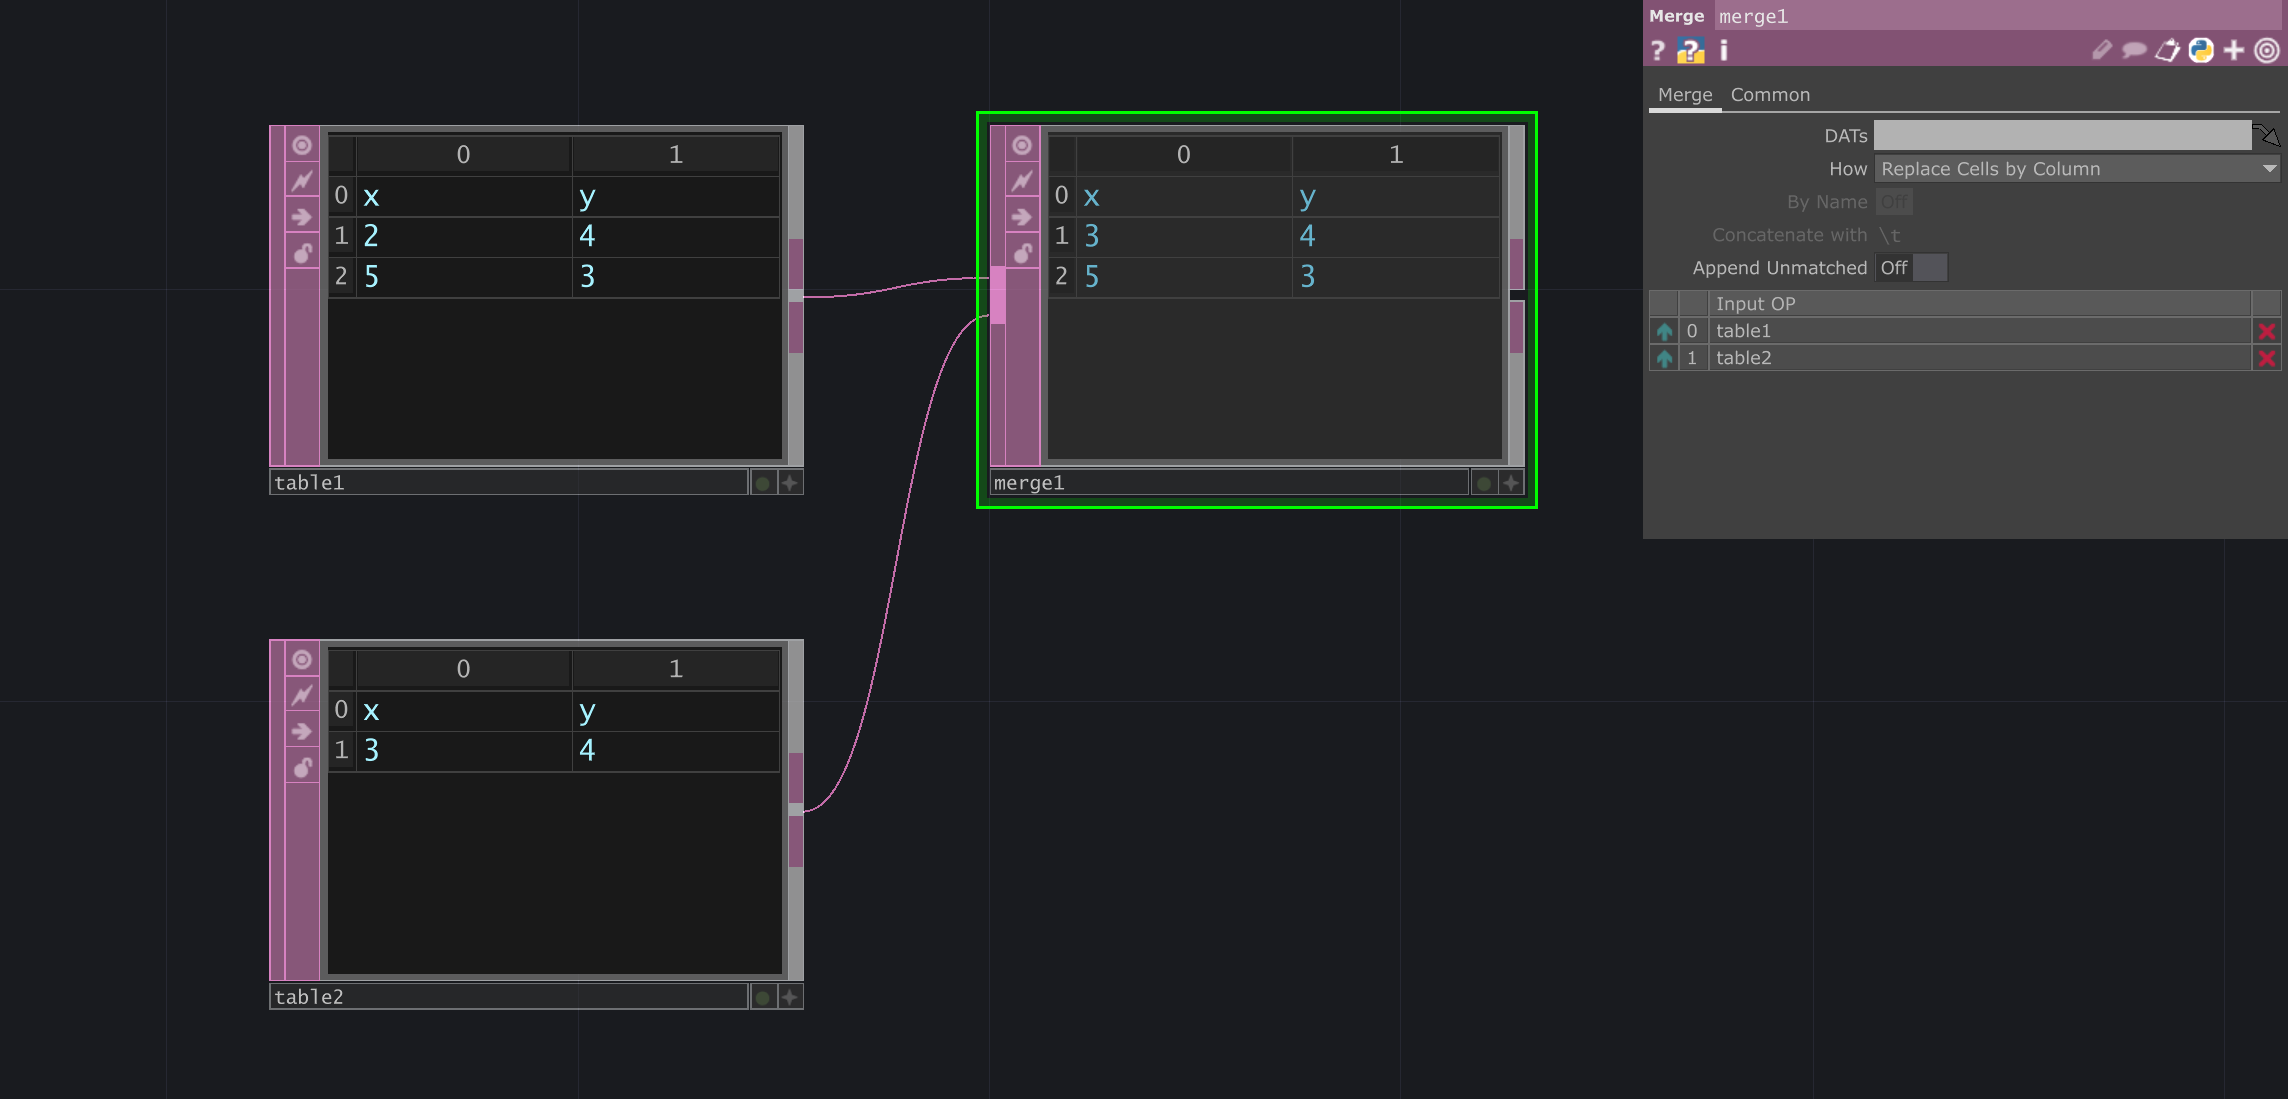 Merge merge1
? ? i
Merge Common
DATs
How Replace Cells by Column
By Name Off
Concatenate with \t
Append Unmatched Off
Input OP
0 table1
1 table2
0 1
0 x y
1 2 4
2 5 3
table1
0 1
0 x y
1 3 4
2 5 3
merge1
0 1
0 x y
1 3 4
table2